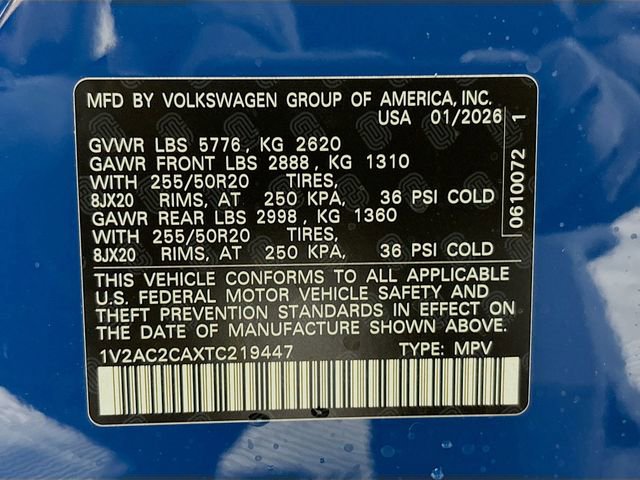 MFD BY VOLKSWAGEN GROUP OF AMERICA, INC.
USA 01/2026
GVWR LBS 5776, KG 2620
GAWR FRONT LBS 2888, KG 1310
WITH 255/50R20 TIRES,
8JX20 RIMS, AT 250 KPA, 36 PSI COLD
GAWR REAR LBS 2998, KG 1360
WITH 255/50R20 TIRES,
8JX20 RIMS, AT 250 KPA, 36 PSI COLD
0610072 1
THIS VEHICLE CONFORMS TO ALL APPLICABLE
U.S. FEDERAL MOTOR VEHICLE SAFETY AND
THEFT PREVENTION STANDARDS IN EFFECT ON
THE DATE OF MANUFACTURE SHOWN ABOVE.
1V2AC2CAXTC219447 TYPE: MPV